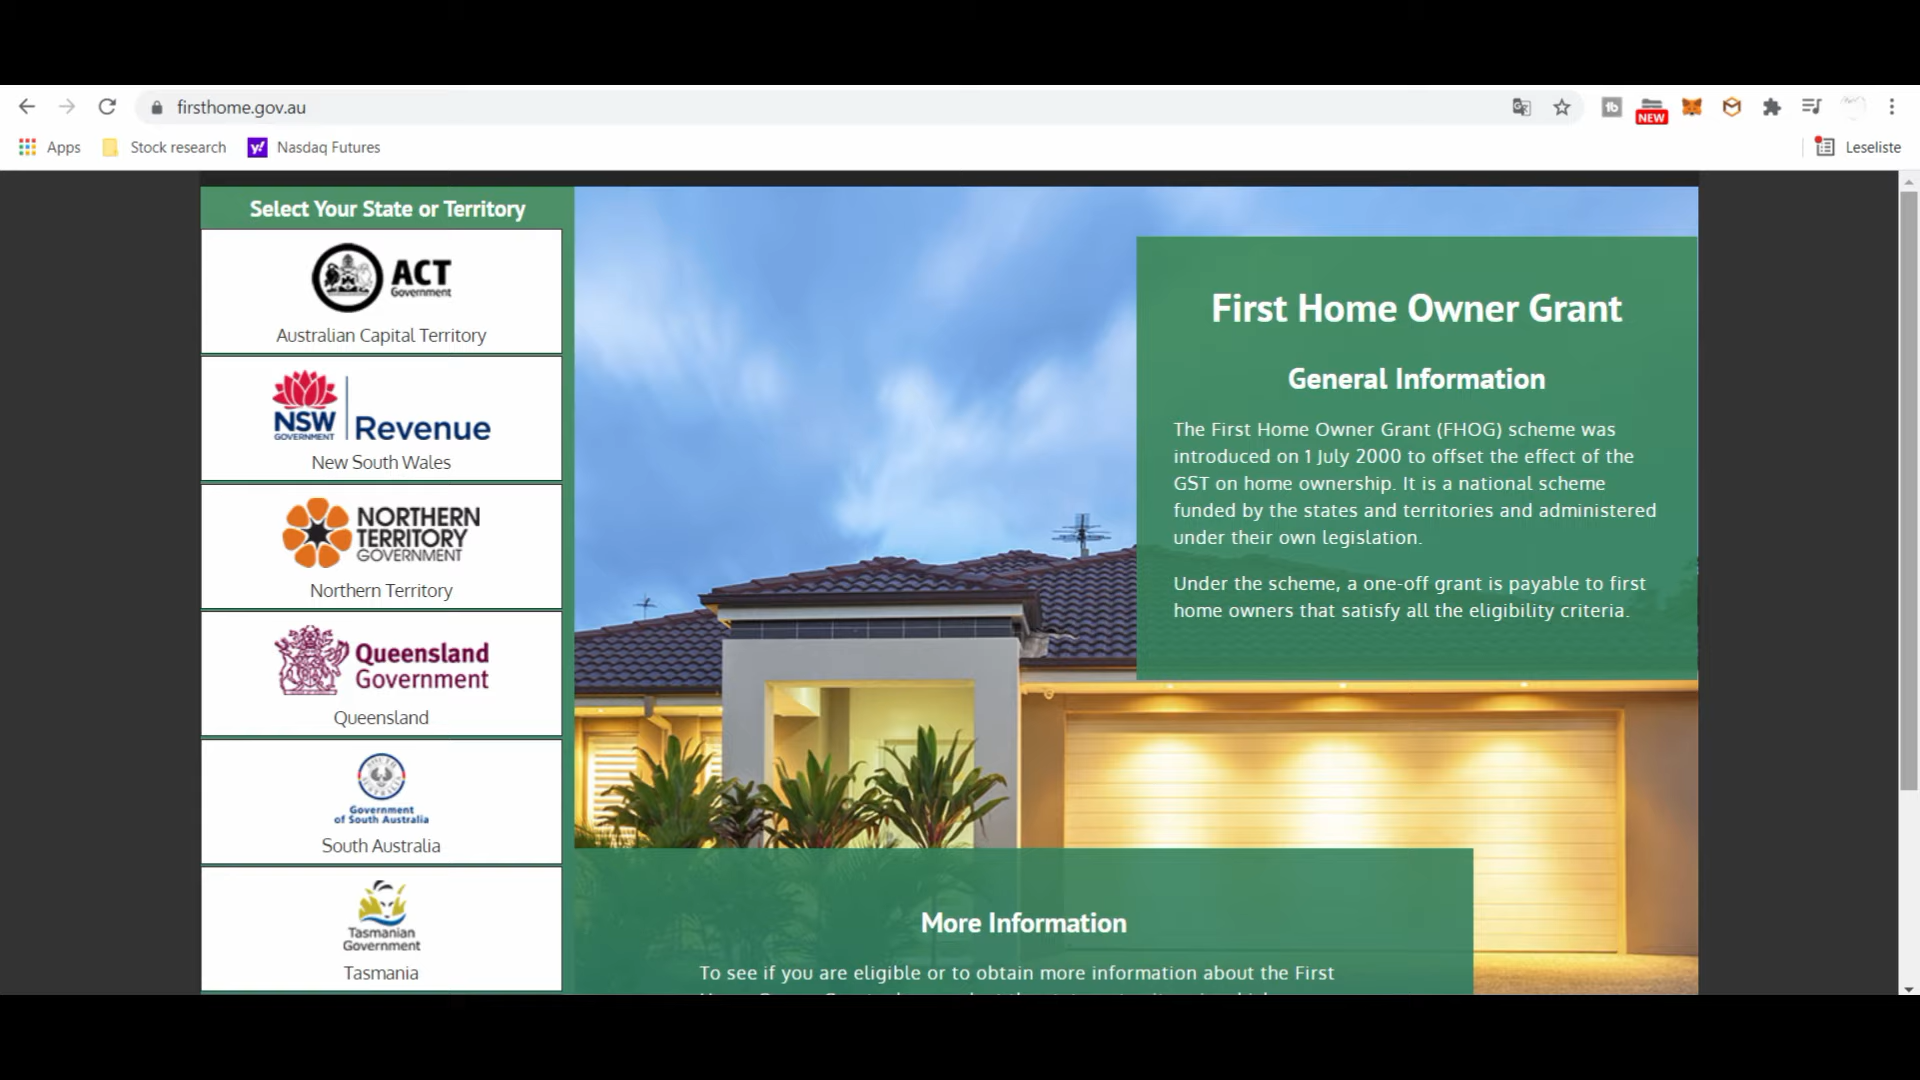 firsthome.gov.au
NEW
Apps
Stock research
Nasdaq Futures
Leseliste
Select Your State or Territory
ACT
Government
Australian Capital Territory
NSW
GOVERNMENT
Revenue
New South Wales
NORTHERN
TERRITORY
GOVERNMENT
Northern Territory
Queensland
Government
Queensland
Government
of South Australia
South Australia
Tasmanian
Government
Tasmania
First Home Owner Grant
General Information
The First Home Owner Grant (FHOG) scheme was
introduced on 1 July 2000 to offset the effect of the
GST on home ownership. It is a national scheme
funded by the states and territories and administered
under their own legislation.
Under the scheme, a one-off grant is payable to first
home owners that satisfy all the eligibility criteria.
More Information
To see if you are eligible or to obtain more information about the First